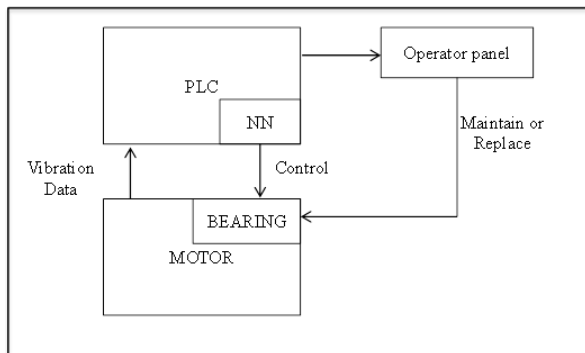 Operator panel
PLC
NN
Maintain or
Replace
Vibration
Data
Control
BEARING
MOTOR